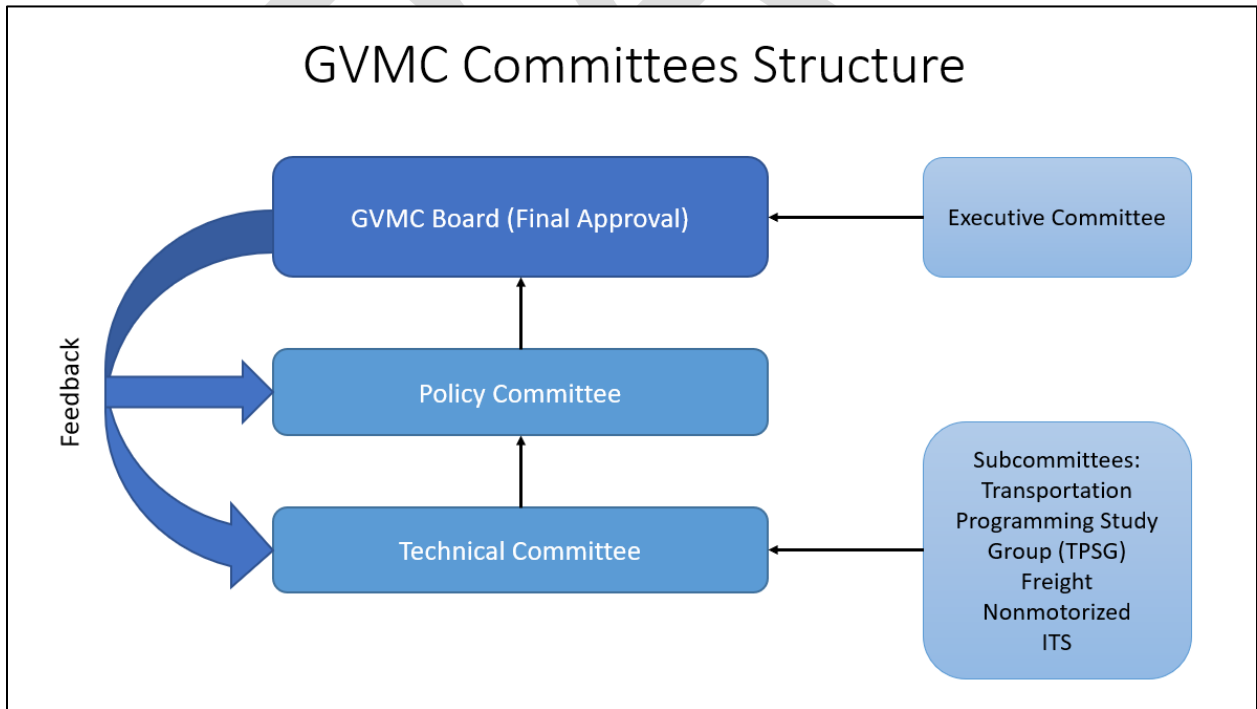 GVMC Committees Structure
GVMC Board (Final Approval)
Executive Committee
Feedback
Policy Committee
Technical Committee
Subcommittees:
Transportation
Programming Study
Group (TPSG)
Freight
Nonmotorized
ITS